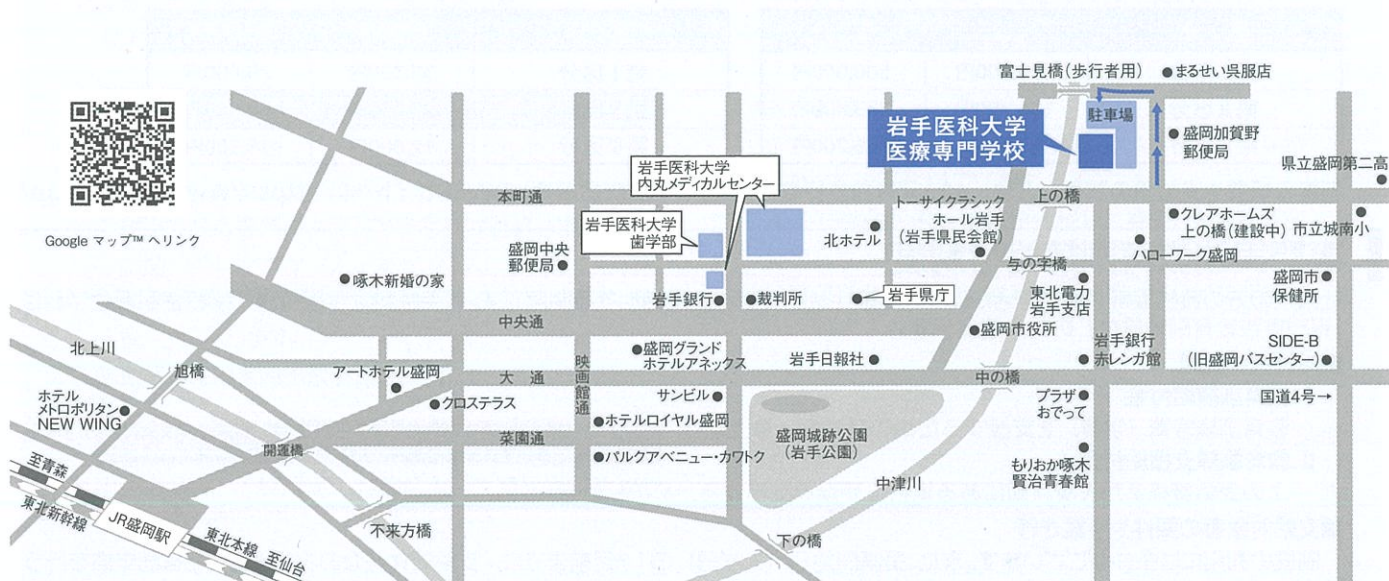 富士見橋(歩行者用)
まるせい呉服店
駐車場
岩手医科大学
医療専門学校
盛岡加賀野
郵便局
県立盛岡第二高
岩手医科大学
内丸メディカルセンター
本町通
上の橋
トーサイクラシック
ホール岩手
(岩手県民会館)
クレアホームズ
上の橋(建設中)
市立城南小
岩手医科大学
歯学部
北ホテル
Google マップ™ へリンク
盛岡中央
郵便局
与の字橋
ハローワーク盛岡
啄木新婚の家
岩手銀行
裁判所
岩手県庁
東北電力
岩手支店
盛岡市
保健所
中央通
盛岡市役所
北上川
旭橋
盛岡グランド
ホテルアネックス
岩手日報社
岩手銀行
赤レンガ館
SIDE-B
(旧盛岡バスセンター)
アートホテル盛岡
大通
映画館通
中の橋
ホテル
メトロポリタン
NEW WING
クロステラス
サンビル
プラザ
おでって
国道4号→
ホテルロイヤル盛岡
開運橋
菜園通
盛岡城跡公園
(岩手公園)
パルクアベニュー・カワトク
もりおか啄木
賢治青春館
至青森
中津川
東北新幹線
JR盛岡駅
東北本線
至仙台
不来方橋
下の橋